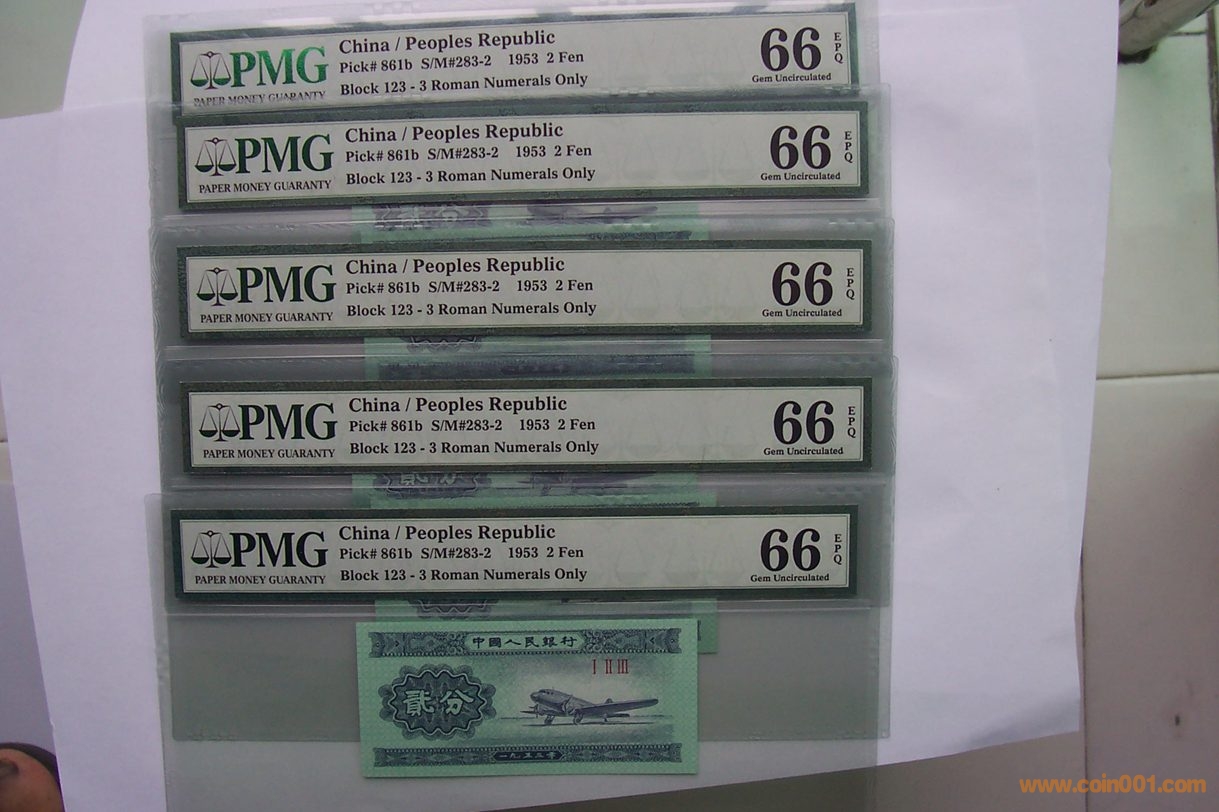 PMG
PAPER MONEY GUARANTY
China / Peoples Republic
Pick# 861b S/M#283-2 1953 2 Fen
Block 123 - 3 Roman Numerals Only
66
EPQ
Gem Uncirculated
PMG
PAPER MONEY GUARANTY
China / Peoples Republic
Pick# 861b S/M#283-2 1953 2 Fen
Block 123 - 3 Roman Numerals Only
66
EPQ
Gem Uncirculated
PMG
PAPER MONEY GUARANTY
China / Peoples Republic
Pick# 861b S/M#283-2 1953 2 Fen
Block 123 - 3 Roman Numerals Only
66
EPQ
Gem Uncirculated
PMG
PAPER MONEY GUARANTY
China / Peoples Republic
Pick# 861b S/M#283-2 1953 2 Fen
Block 123 - 3 Roman Numerals Only
66
EPQ
Gem Uncirculated
貳分
PMG
PAPER MONEY GUARANTY
China / Peoples Republic
Pick# 861b S/M#283-2 1953 2 Fen
Block 123 - 3 Roman Numerals Only
66
EPQ
Gem Uncirculated
中國人民銀行
I II III
貳分
一九五三年
www.coin001.com